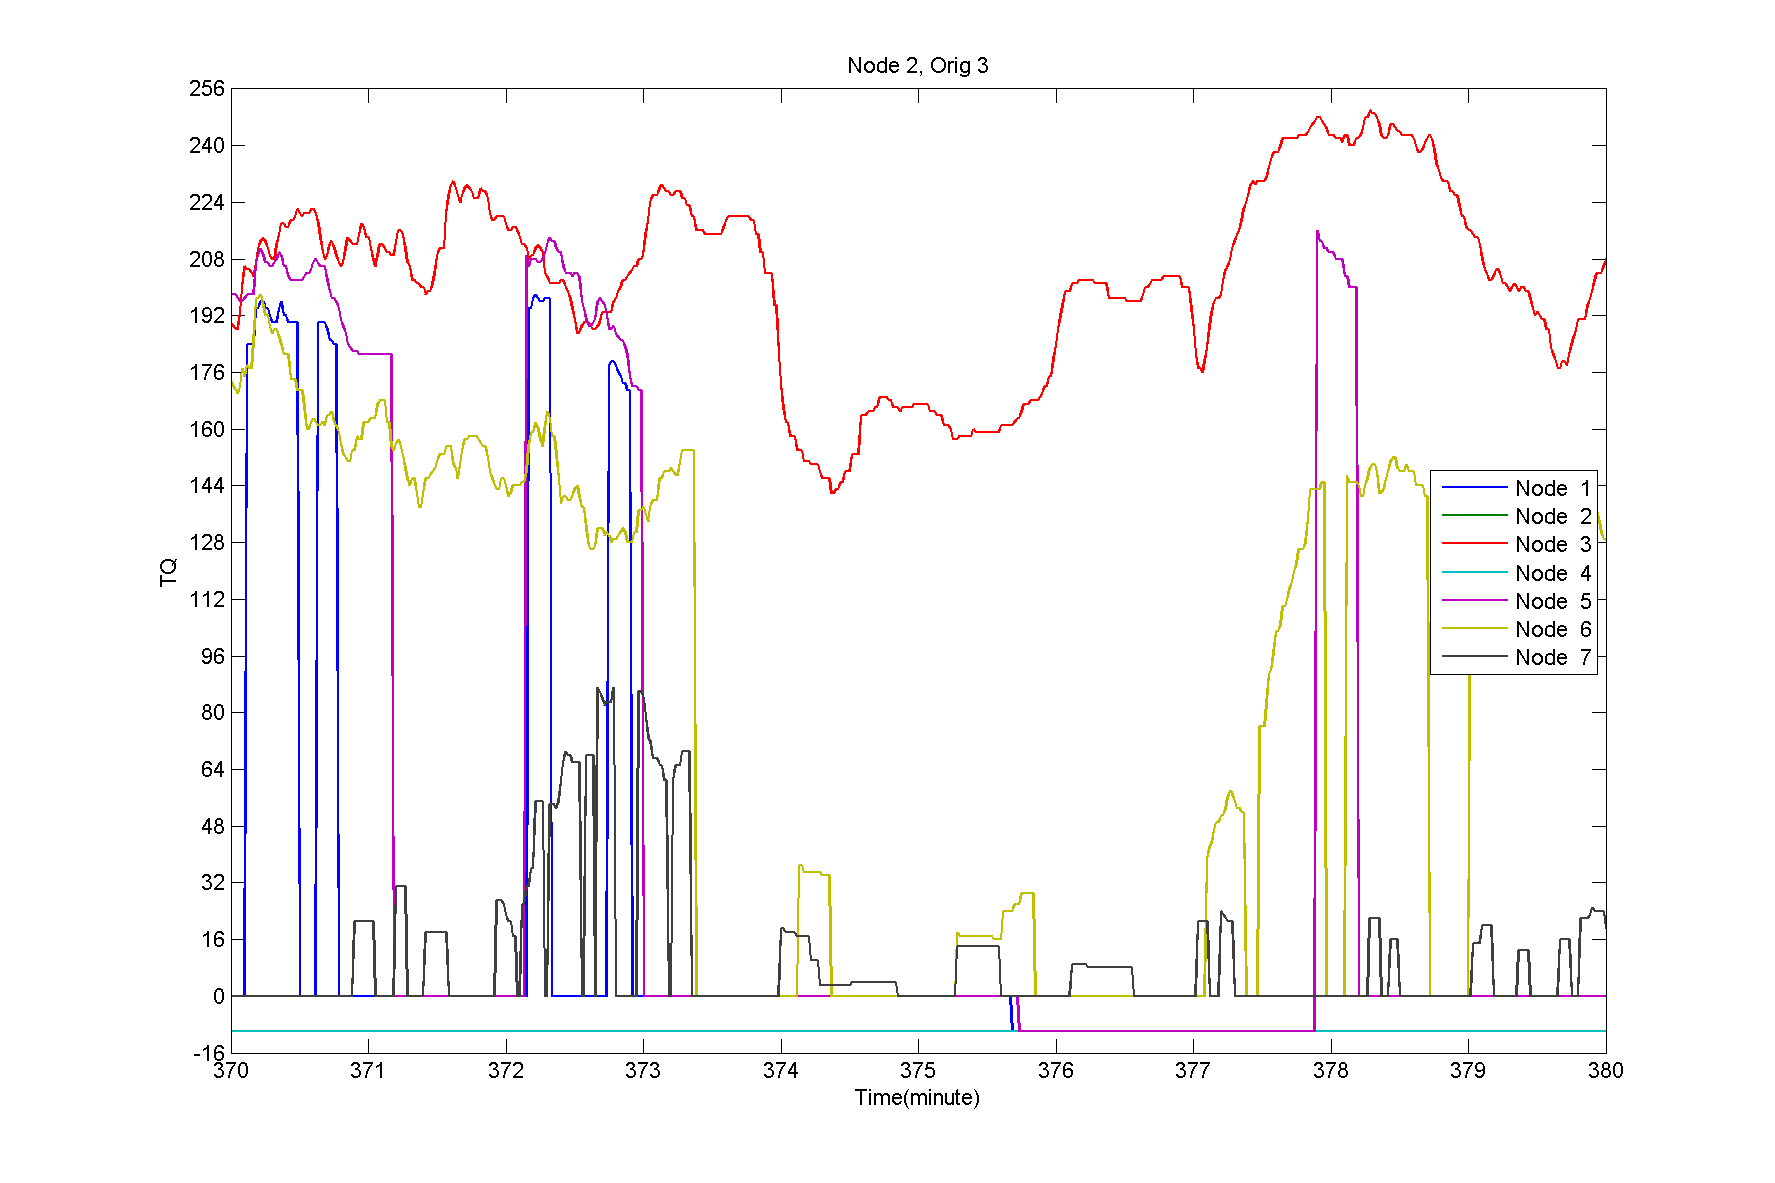 Node 2, Orig 3
256
240
224
208
192
176
160
144
128
112
96
80
64
48
32
16
0
-16
TQ
Node 1
Node 2
Node 3
Node 4
Node 5
Node 6
Node 7
370 371 372 373 374 375 376 377 378 379 380
Time(minute)